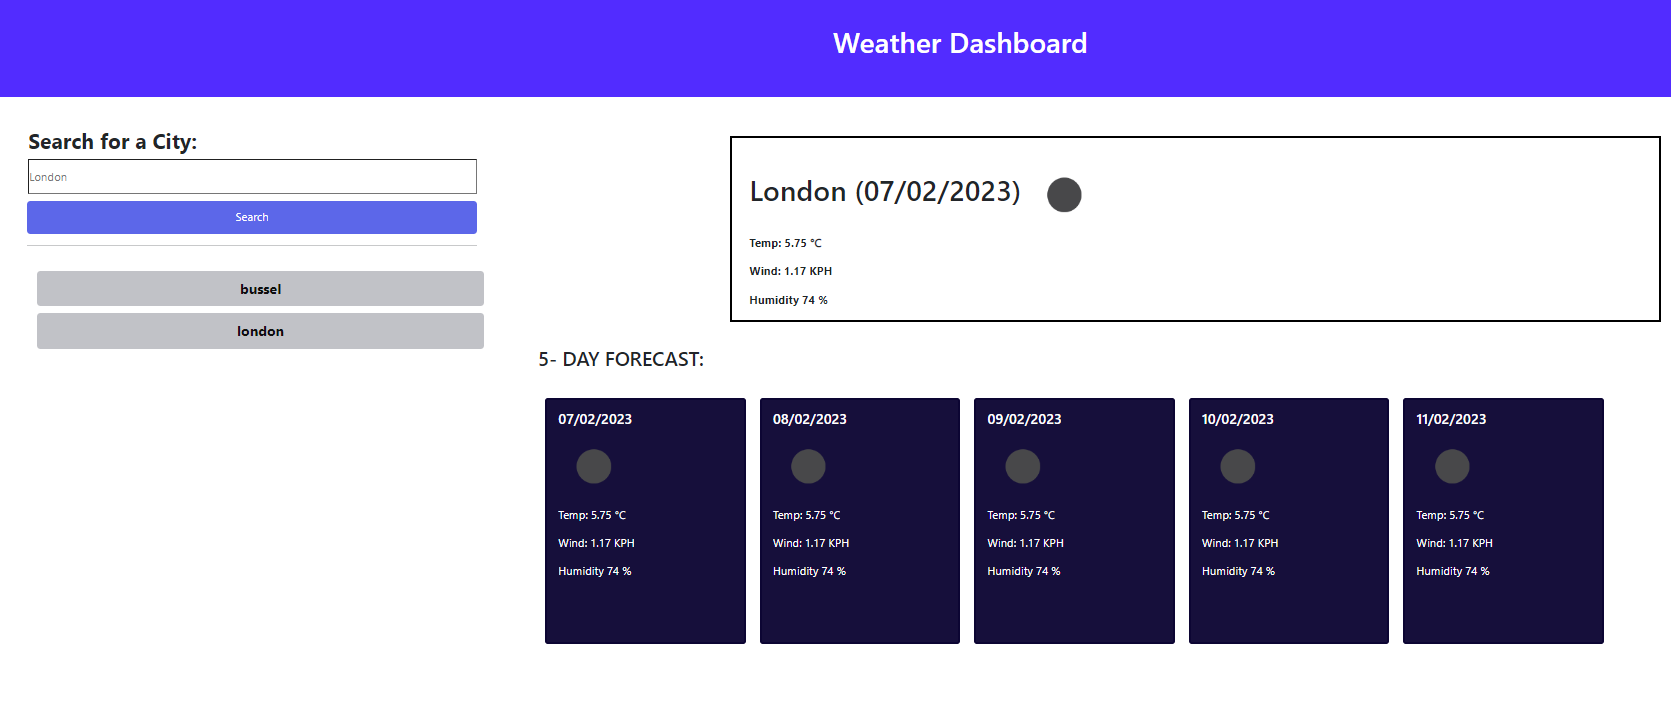 Weather Dashboard
Search for a City:
London
Search
bussel
london
London (07/02/2023)
Temp: 5.75 °C
Wind: 1.17 KPH
Humidity 74 %
5- DAY FORECAST:
07/02/2023
Temp: 5.75 °C
Wind: 1.17 KPH
Humidity 74 %
08/02/2023
Temp: 5.75 °C
Wind: 1.17 KPH
Humidity 74 %
09/02/2023
Temp: 5.75 °C
Wind: 1.17 KPH
Humidity 74 %
10/02/2023
Temp: 5.75 °C
Wind: 1.17 KPH
Humidity 74 %
11/02/2023
Temp: 5.75 °C
Wind: 1.17 KPH
Humidity 74 %